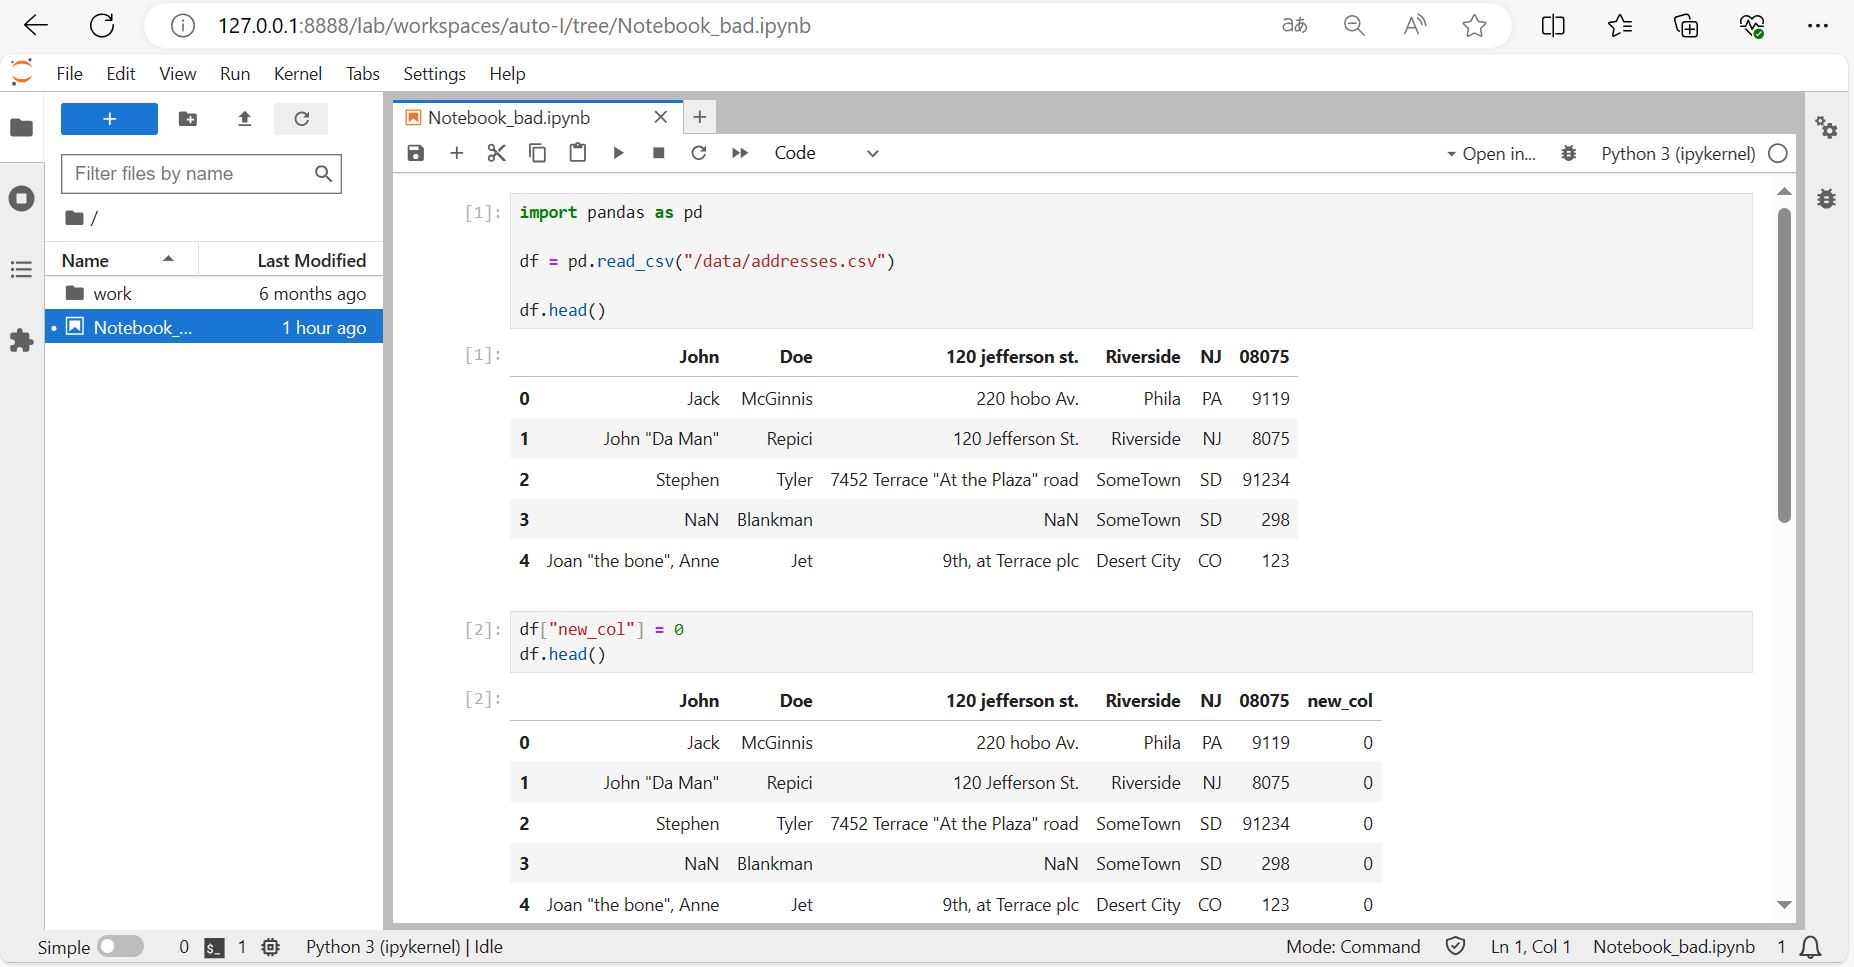 127.0.0.1:8888/lab/workspaces/auto-I/tree/Notebook_bad.ipynb
File Edit View Run Kernel Tabs Settings Help
Filter files by name
/
Name Last Modified
work 6 months ago
Notebook_... 1 hour ago
Notebook_bad.ipynb
Code Open in... Python 3 (ipykernel)
[1]: import pandas as pd
df = pd.read_csv("/data/addresses.csv")
df.head()
[1]: John Doe 120 jefferson st. Riverside NJ 08075
0 Jack McGinnis 220 hobo Av. Phila PA 9119
1 John "Da Man" Repici 120 Jefferson St. Riverside NJ 8075
2 Stephen Tyler 7452 Terrace "At the Plaza" road SomeTown SD 91234
3 NaN Blankman NaN SomeTown SD 298
4 Joan "the bone", Anne Jet 9th, at Terrace plc Desert City CO 123
[2]: df["new_col"] = 0
df.head()
[2]: John Doe 120 jefferson st. Riverside NJ 08075 new_col
0 Jack McGinnis 220 hobo Av. Phila PA 9119 0
1 John "Da Man" Repici 120 Jefferson St. Riverside NJ 8075 0
2 Stephen Tyler 7452 Terrace "At the Plaza" road SomeTown SD 91234 0
3 NaN Blankman NaN SomeTown SD 298 0
4 Joan "the bone", Anne Jet 9th, at Terrace plc Desert City CO 123 0
Simple 0 1 Python 3 (ipykernel) | Idle Mode: Command Ln 1, Col 1 Notebook_bad.ipynb 1